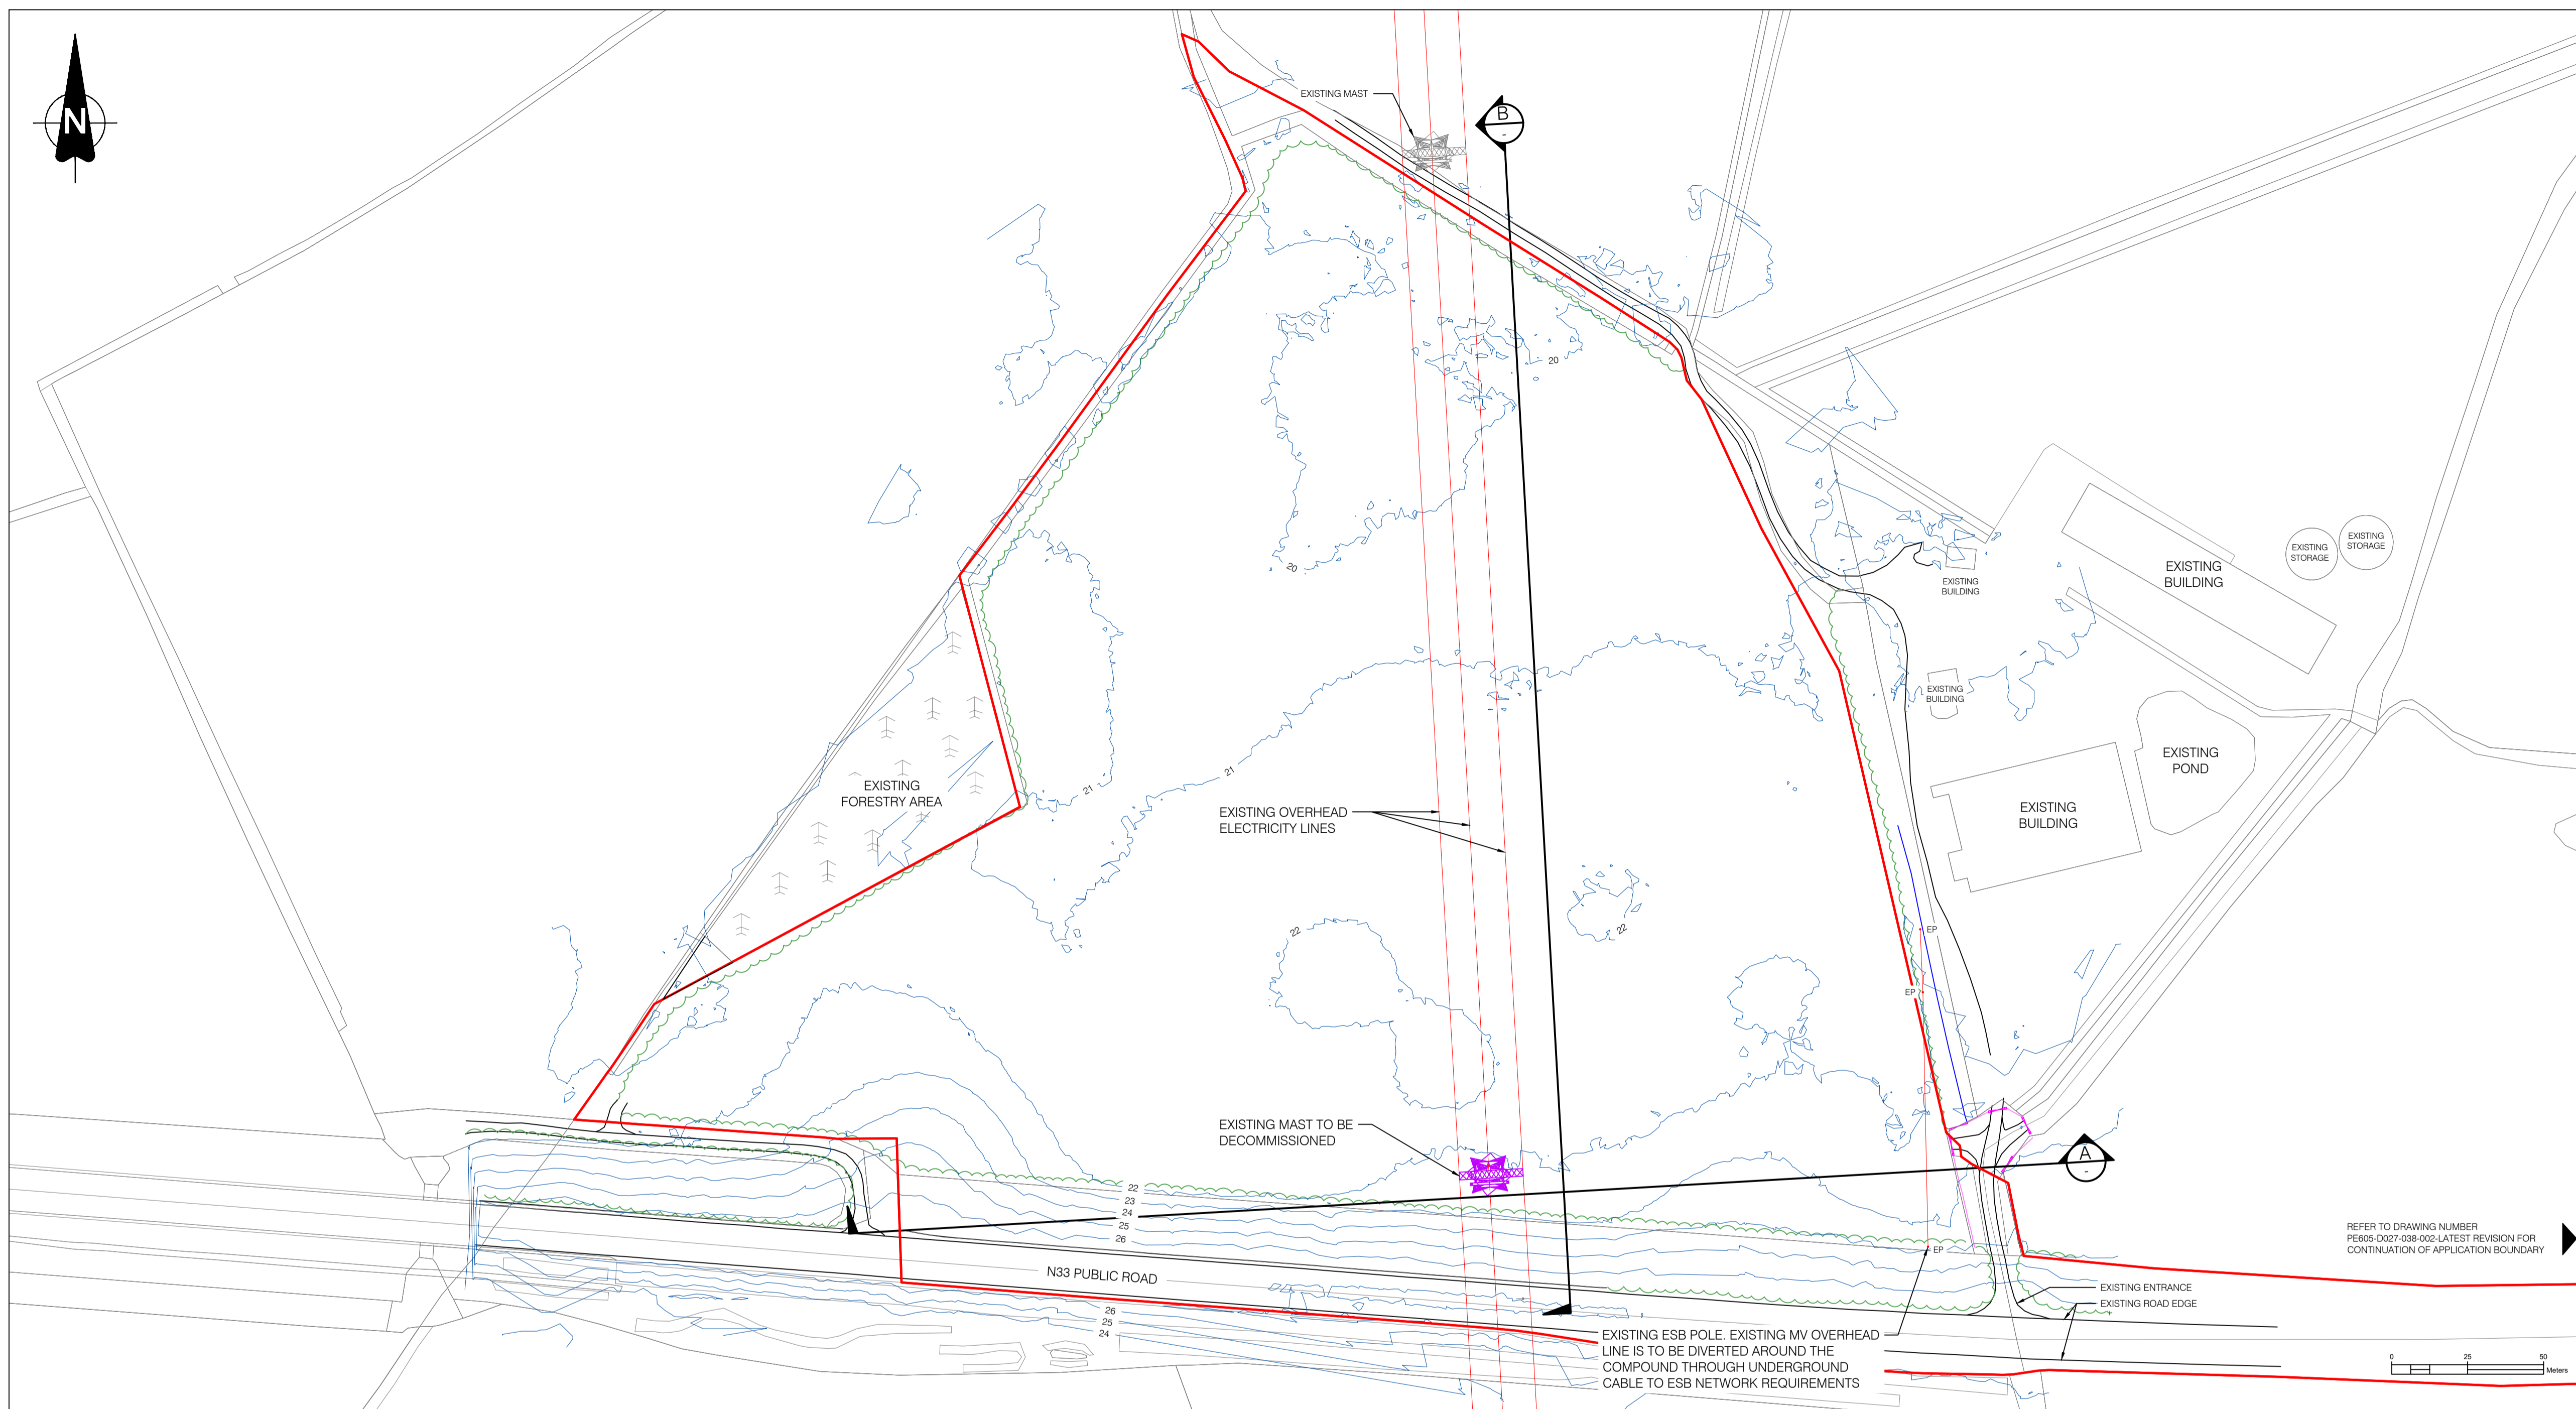 N
EXISTING MAST
B
-
20
20
EXISTING
BUILDING
EXISTING
BUILDING
EXISTING
STORAGE
EXISTING
STORAGE
EXISTING
BUILDING
EXISTING
POND
EXISTING
BUILDING
EXISTING
FORESTRY AREA
21
21
EXISTING OVERHEAD
ELECTRICITY LINES
22
22
EP
EP
EXISTING MAST TO BE
DECOMMISSIONED
A
-
22
23
24
25
26
EP
N33 PUBLIC ROAD
26
25
24
REFER TO DRAWING NUMBER
PE605-D027-038-002-LATEST REVISION FOR
CONTINUATION OF APPLICATION BOUNDARY
EXISTING ENTRANCE
EXISTING ROAD EDGE
EXISTING ESB POLE. EXISTING MV OVERHEAD
LINE IS TO BE DIVERTED AROUND THE
COMPOUND THROUGH UNDERGROUND
CABLE TO ESB NETWORK REQUIREMENTS
0 25 50
Meters